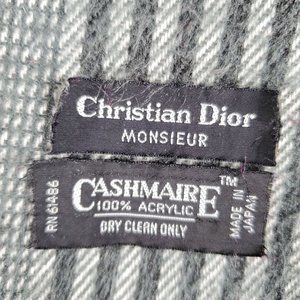 Christian Dior
MONSIEUR
RN 61486
CASHMAIRE™
100% ACRYLIC
DRY CLEAN ONLY
MADE IN
JAPAN